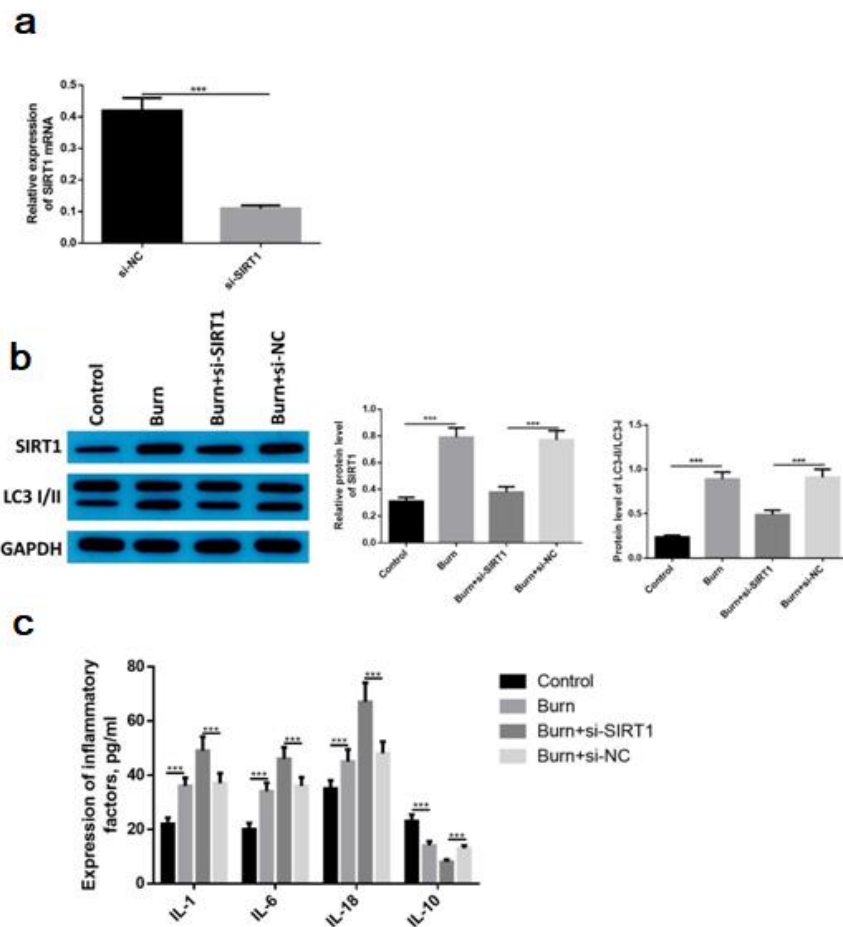 a
Relative expression
of SIRT1 mRNA
0.5
0.4
0.3
0.2
0.1
0.0
***
si-NC
si-SIRT1
b
Control
Burn
Burn+si-SIRT1
Burn+si-NC
SIRT1
LC3 I/II
GAPDH
Relative protein level
of SIRT1
1.0
0.8
0.6
0.4
0.2
0.0
***
***
Control
Burn
Burn+si-SIRT1
Burn+si-NC
Protein level of LC3-II/LC3-I
1.5
1.0
0.5
0.0
***
***
Control
Burn
Burn+si-SIRT1
Burn+si-NC
c
Expression of inflammatory
factors, pg/ml
80
60
40
20
0
***
***
***
***
***
***
***
***
IL-1
IL-6
IL-18
IL-10
Control
Burn
Burn+si-SIRT1
Burn+si-NC